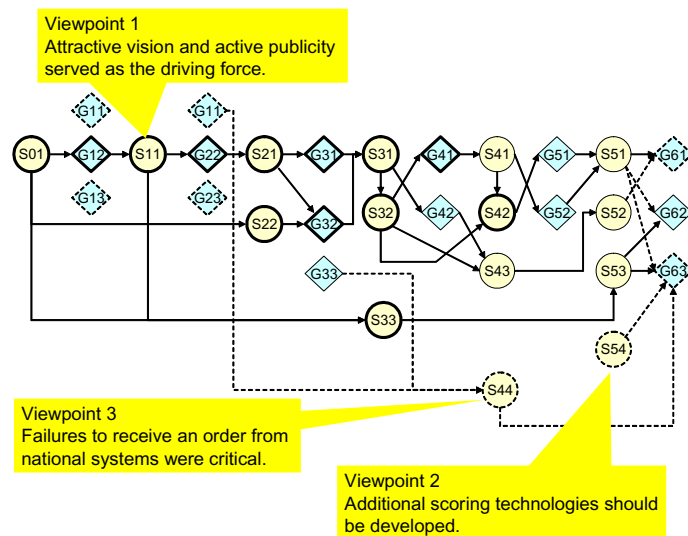 Viewpoint 1
Attractive vision and active publicity
served as the driving force.
G11 G11
S01 G12 S11 G22 S21 G31 S31 G41 S41 G51 S51 G61
G13 G23 S22 G32 S32 G42 S42 G52 S52 G62
G33 S43 S53 G63
S33
S54
S44
Viewpoint 3
Failures to receive an order from
national systems were critical.
Viewpoint 2
Additional scoring technologies should
be developed.